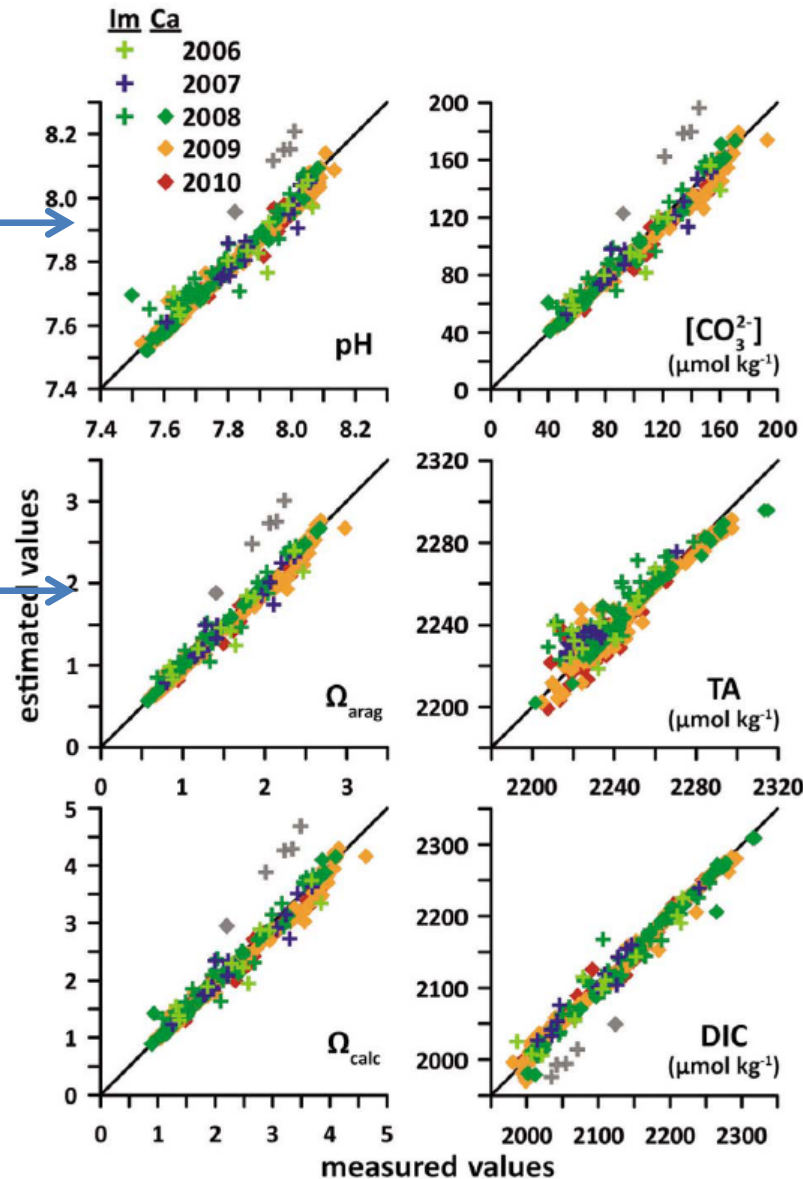 Im Ca
2006
2007
2008
2009
2010
8.2
8.0
7.8
7.6
7.4
pH
7.4 7.6 7.8 8.0 8.2
200
160
120
80
40
0
[CO₃²⁻]
(µmol kg⁻¹)
0 40 80 120 160 200
estimated values
3
2
1
0
Ωarag
0 1 2 3
2320
2280
2240
2200
TA
(µmol kg⁻¹)
2200 2240 2280 2320
5
4
3
2
1
0
Ωcalc
0 1 2 3 4 5
2300
2200
2100
2000
DIC
(µmol kg⁻¹)
2000 2100 2200 2300
measured values